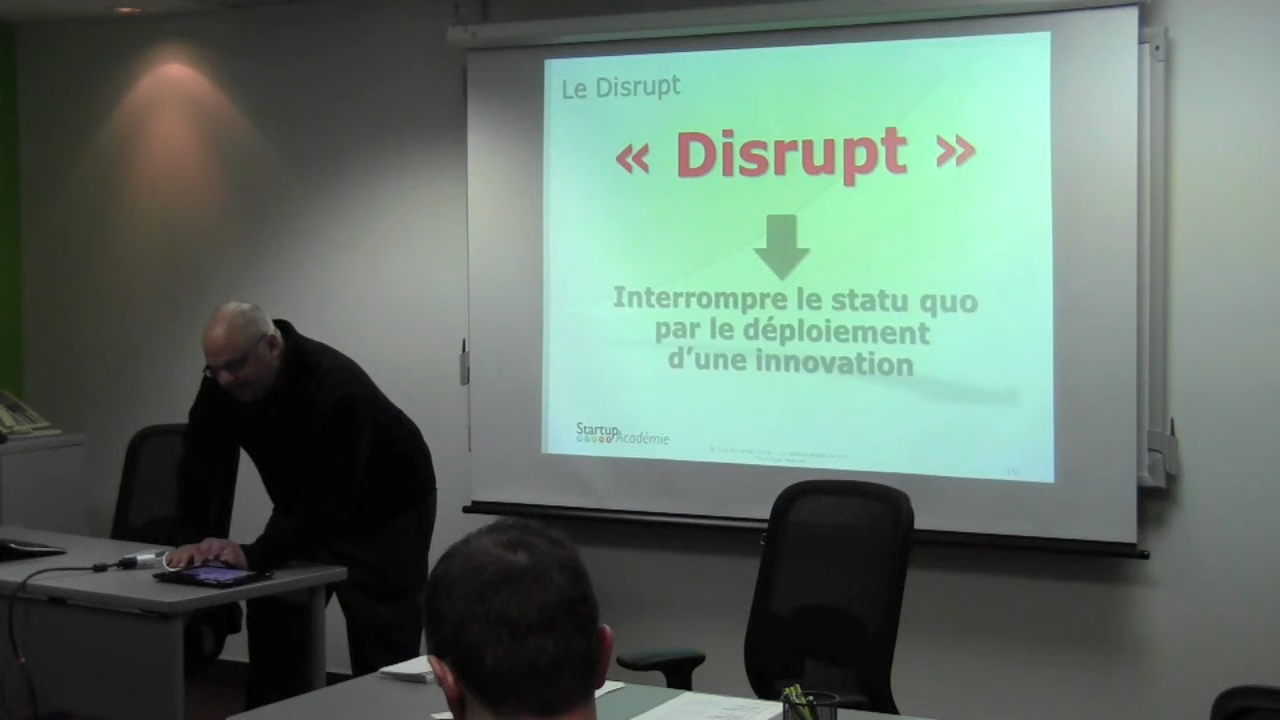 Le Disrupt
« Disrupt »
Interrompre le statu quo
par le déploiement
d'une innovation
Startup
Académie